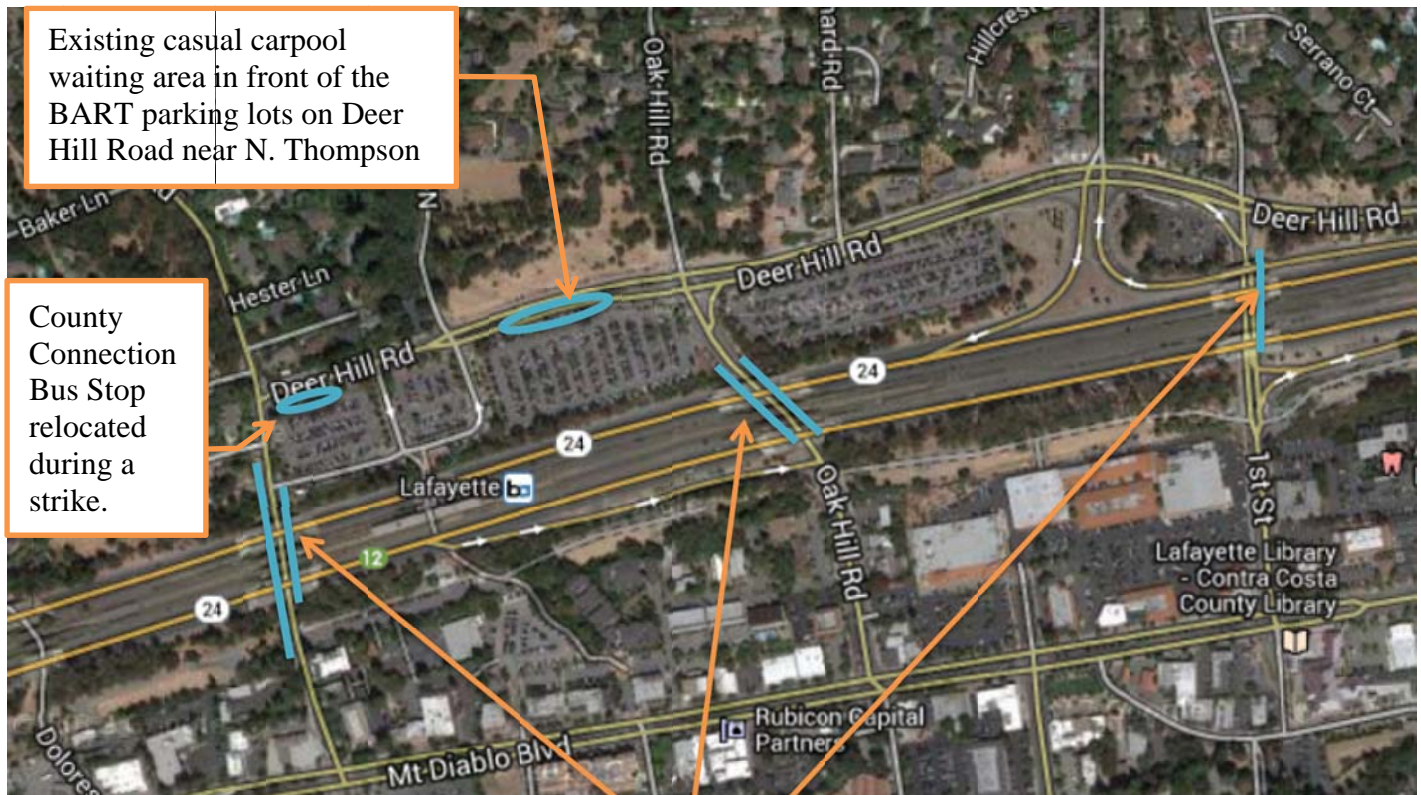 Existing casual carpool
waiting area in front of the
BART parking lots on Deer
Hill Road near N. Thompson
County
Connection
Bus Stop
relocated
during a
strike.
Baker Ln
Hester Ln
N
Oak Hill Rd
nard Rd
Hillcrest
Serrano Ct
Deer Hill Rd
Deer Hill Rd
Deer Hill Rd
24
24
24
12
Lafayette
Oak Hill Rd
1st St
Lafayette Library
- Contra Costa
County Library
Rubicon Capital
Partners
Mt Diablo Blvd
Dolores